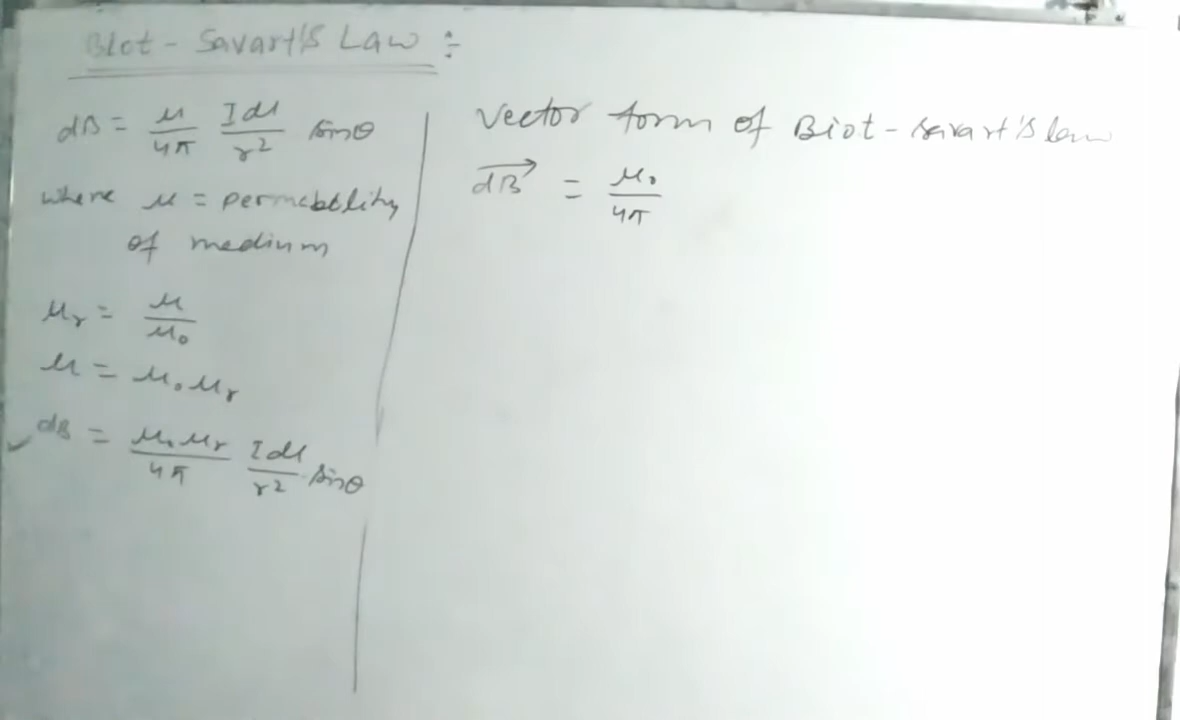 Biot - Savart's Law :-
dB = μ/4π Idl/r² sinθ
where μ = permeability
of medium
μr = μ/μ₀
μ = μ₀μr
✓ dB = μ₀μr/4π Idl/r² sinθ
Vector form of Biot-Savart's law
dB⃗ = μ₀/4π